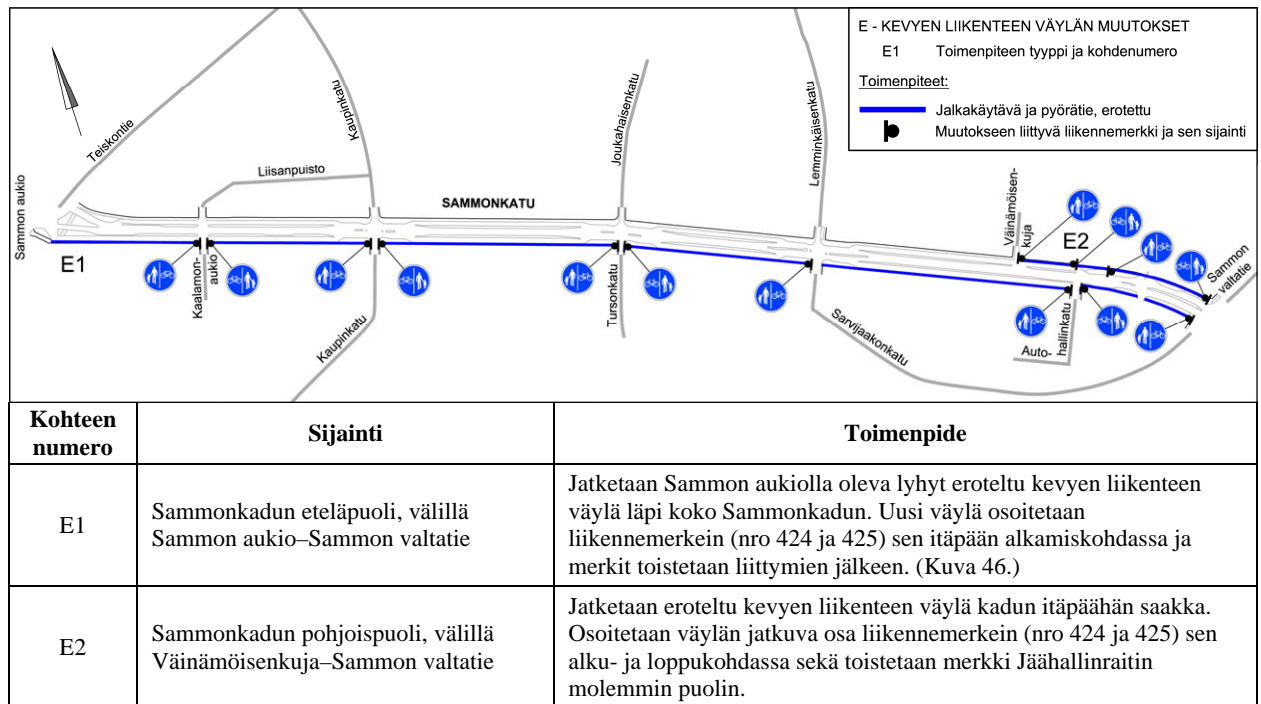 E - KEVYEN LIIKENTEEN VÄYLÄN MUUTOKSET
E1 Toimenpiteen tyyppi ja kohdenumero
Toimenpiteet:
Jalkakäytävä ja pyörätie, erotettu
Muutokseen liittyvä liikennemerkki ja sen sijainti
Teiskontie
Kaupinkatu
Joukahaisenkatu
Lemminkäisenkatu
Liisanpuisto
SAMMONKATU
Väinämöisen-
kuja
Sammon aukio
E1
E2
Sammon
valtatie
Kaalamon
aukio
Kaupinkatu
Tursonkatu
Sarvijaakonkatu
Auto-
hallinkatu
Kohteen
numero
Sijainti
Toimenpide
E1
Sammonkadun eteläpuoli, välillä
Sammon aukio–Sammon valtatie
Jatketaan Sammon aukiolla oleva lyhyt eroteltu kevyen liikenteen
väylä läpi koko Sammonkadun. Uusi väylä osoitetaan
liikennemerkein (nro 424 ja 425) sen itäpään alkamiskohdassa ja
merkit toistetaan liittymien jälkeen. (Kuva 46.)
E2
Sammonkadun pohjoispuoli, välillä
Väinämöisenkuja–Sammon valtatie
Jatketaan eroteltu kevyen liikenteen väylä kadun itäpäähän saakka.
Osoitetaan väylän jatkuva osa liikennemerkein (nro 424 ja 425) sen
alku- ja loppukohdassa sekä toistetaan merkki Jäähallinraitin
molemmin puolin.